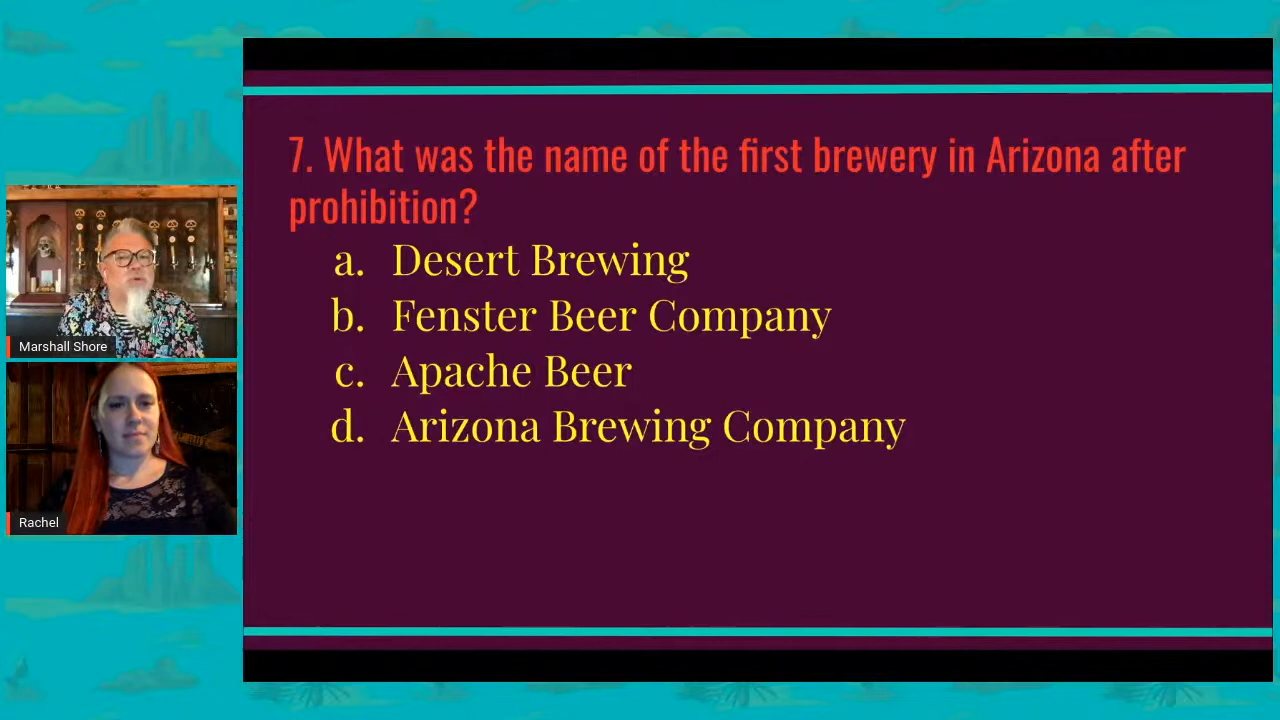 7. What was the name of the first brewery in Arizona after
prohibition?
a. Desert Brewing
b. Fenster Beer Company
c. Apache Beer
d. Arizona Brewing Company
Marshall Shore
Rachel